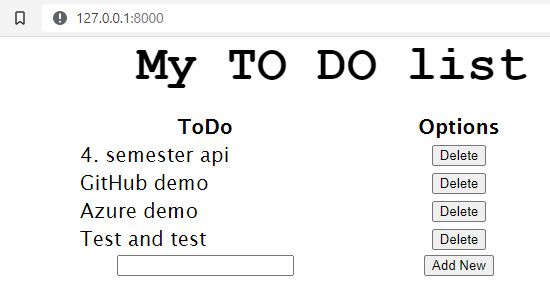 127.0.0.1:8000
My TO DO list
ToDo Options
4. semester api Delete
GitHub demo Delete
Azure demo Delete
Test and test Delete
Add New